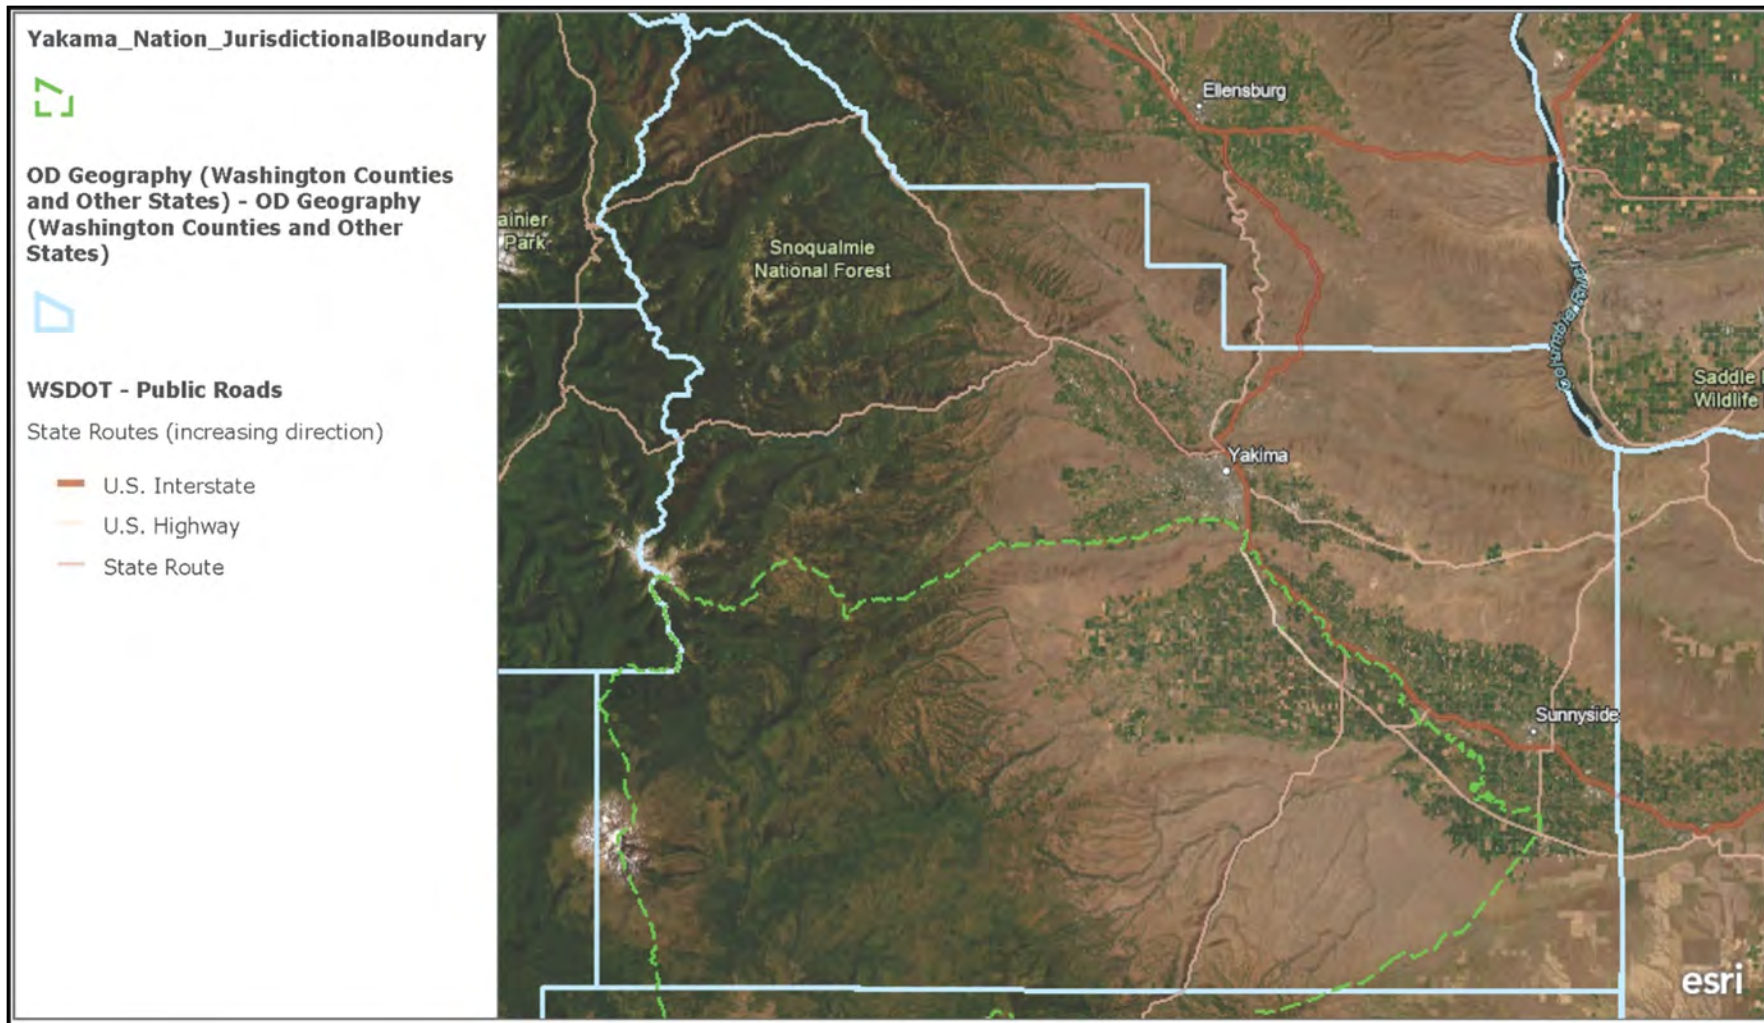 Yakama_Nation_JurisdictionalBoundary
OD Geography (Washington Counties
and Other States) - OD Geography
(Washington Counties and Other
States)
WSDOT - Public Roads
State Routes (increasing direction)
U.S. Interstate
U.S. Highway
State Route
Ellensburg
ainier
Park
Snoqualmie
National Forest
Columbia River
Saddle
Wildlife
Yakima
Sunnyside
esri